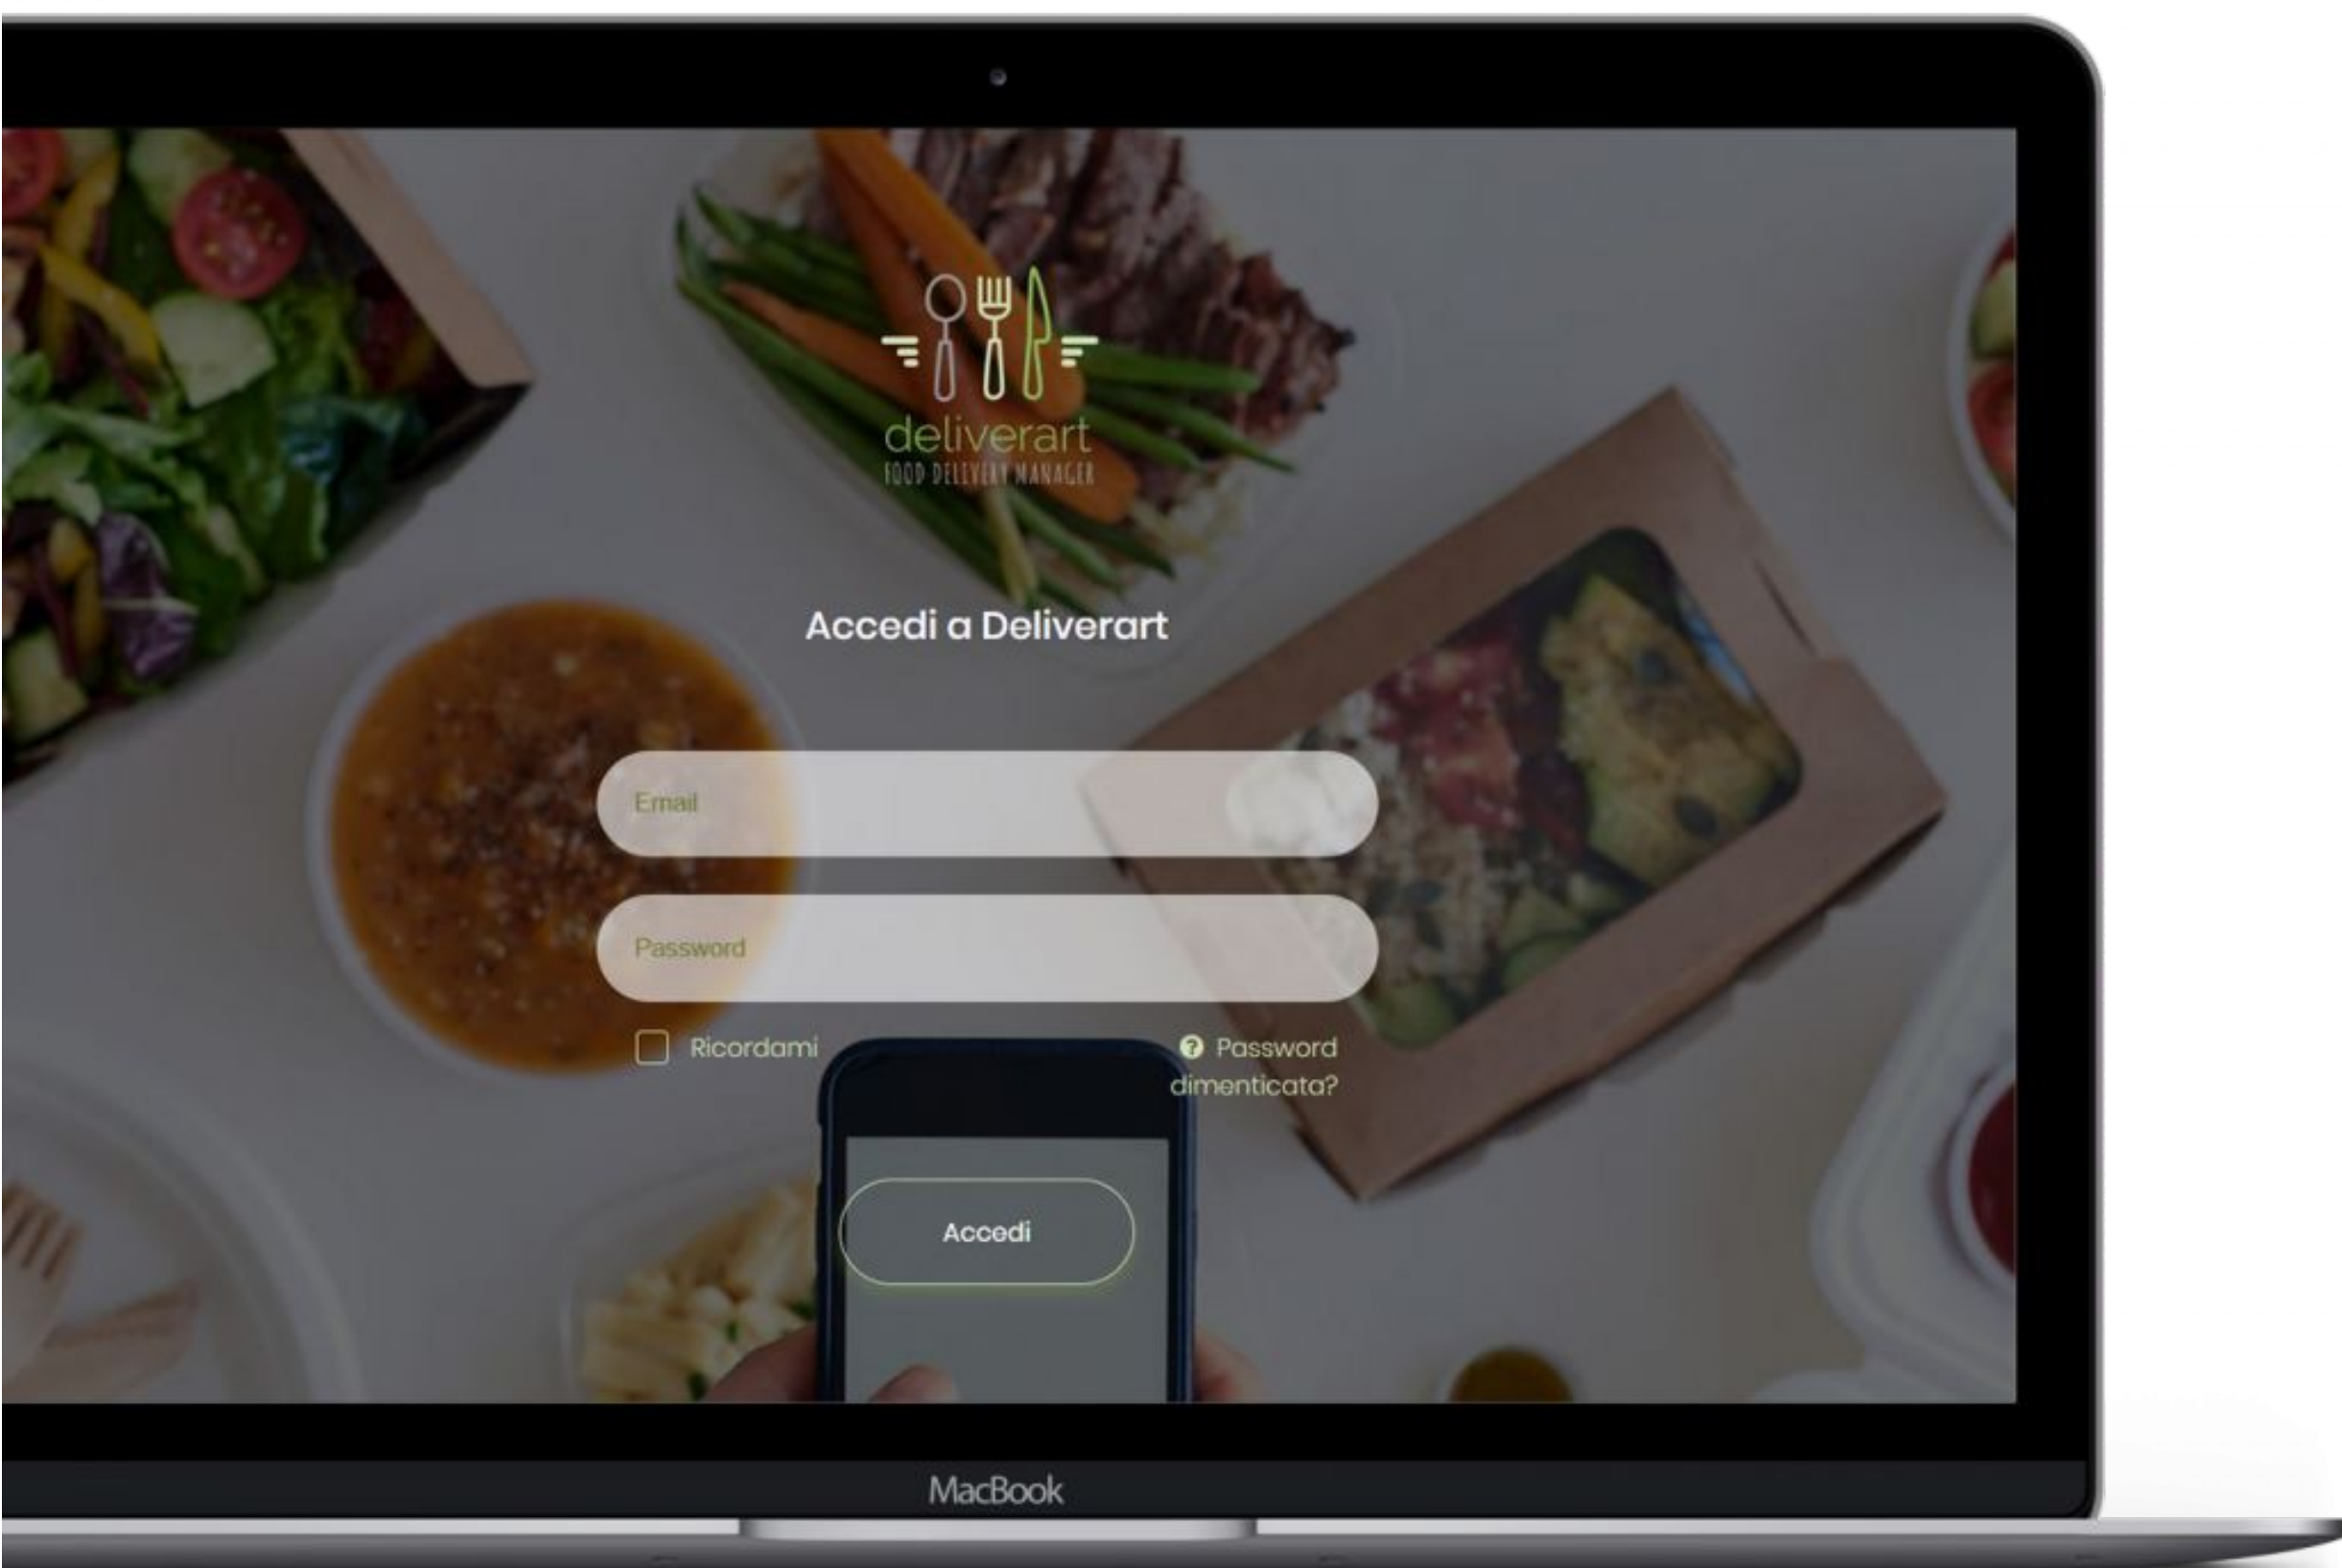 deliverart
FOOD DELIVERY MANAGER
Accedi a Deliverart
Email
Password
Ricordami
? Password
dimenticata?
Accedi
MacBook